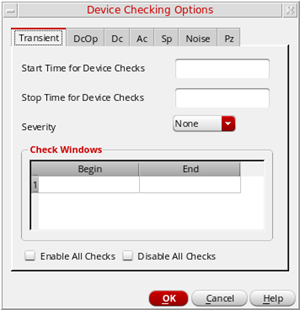 Device Checking Options
Transient DcOp Dc Ac Sp Noise Pz
Start Time for Device Checks
Stop Time for Device Checks
Severity None
Check Windows
Begin End
1
Enable All Checks Disable All Checks
OK Cancel Help